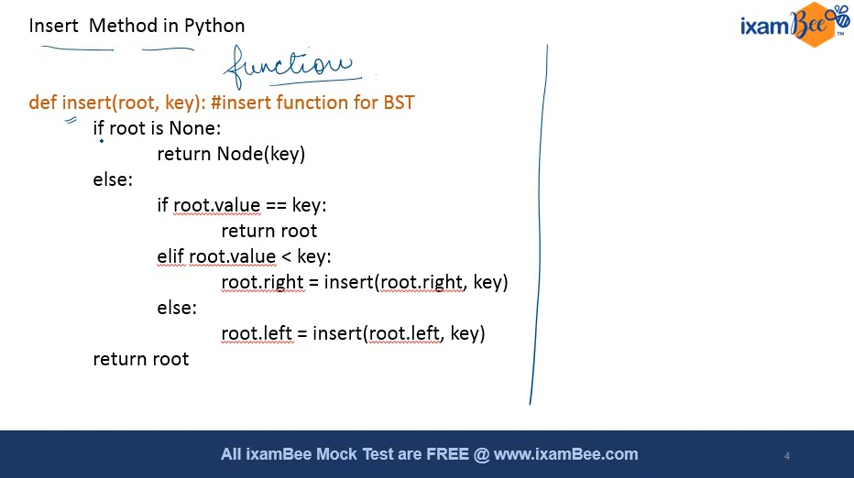 Insert Method in Python
ixamBee™
function
def insert(root, key): #insert function for BST
if root is None:
return Node(key)
else:
if root.value == key:
return root
elif root.value < key:
root.right = insert(root.right, key)
else:
root.left = insert(root.left, key)
return root
All ixamBee Mock Test are FREE @ www.ixamBee.com
4